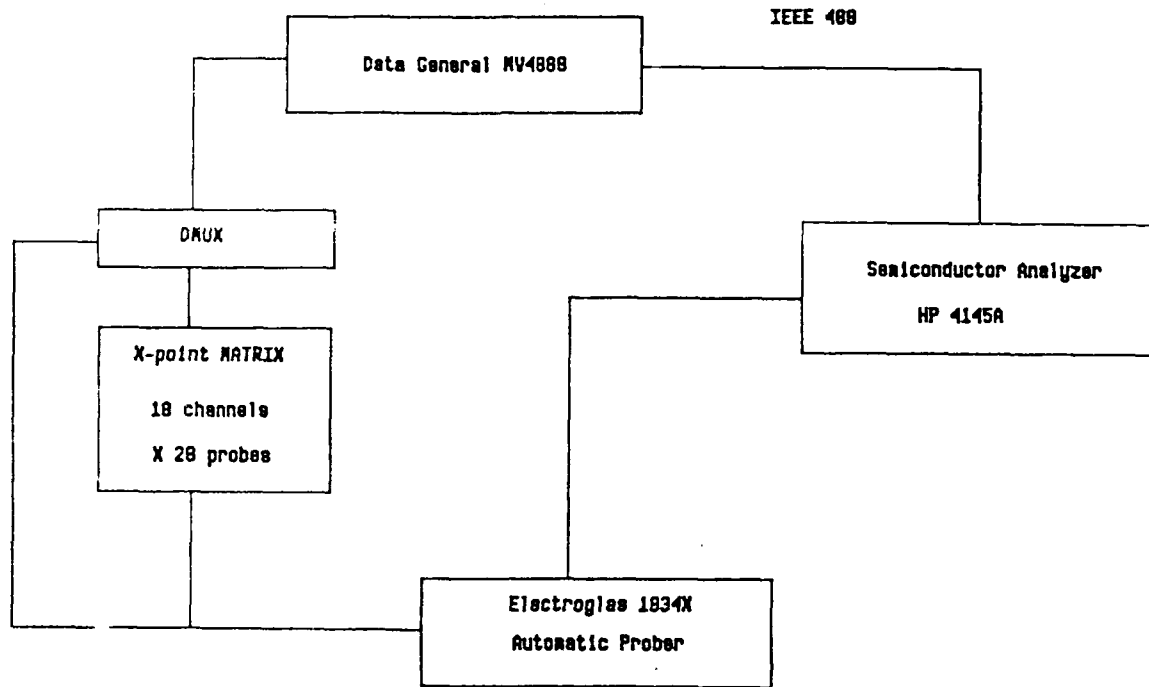 IEEE 488
Data General MV4000
DMUX
Semiconductor Analyzer
HP 4145A
X-point MATRIX
10 channels
X 20 probes
Electroglas 1034X
Automatic Prober